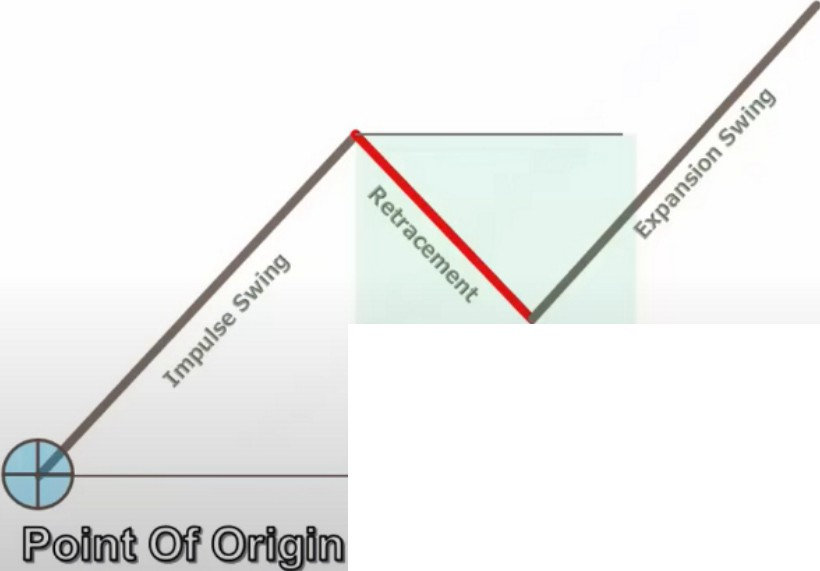 Impulse Swing
Retracement
Expansion Swing
Point Of Origin